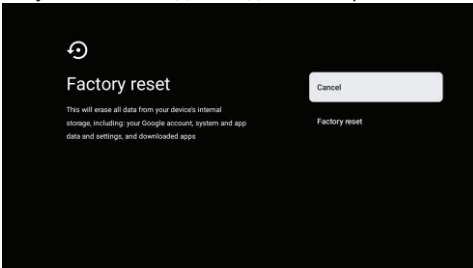 Factory reset
This will erase all data from your device's internal
storage, including: your Google account, system and app
data and settings, and downloaded apps
Cancel
Factory reset